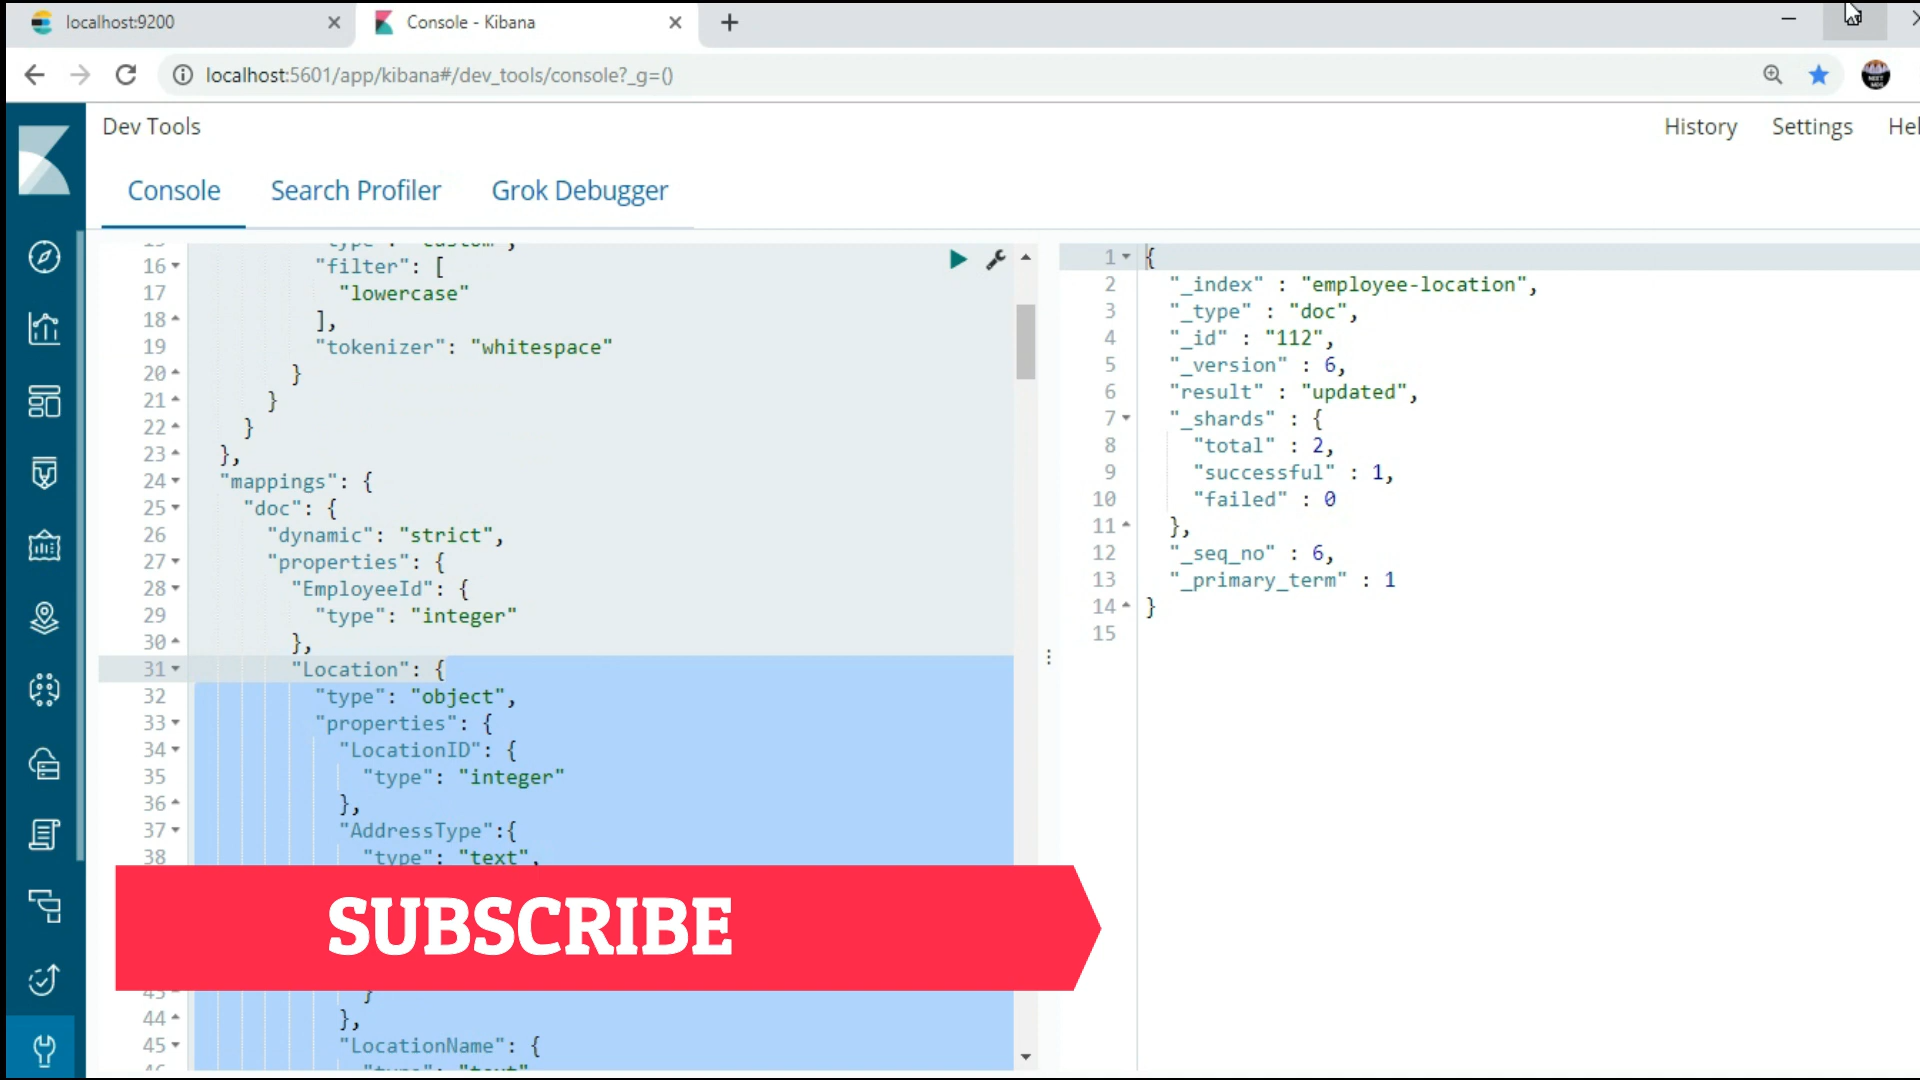 localhost:9200
Console - Kibana
localhost:5601/app/kibana#/dev_tools/console?_g=()
Dev Tools
History
Settings
Console
Search Profiler
Grok Debugger
16 "filter": [
17 "lowercase"
18 ],
19 "tokenizer": "whitespace"
20 }
21 }
22 }
23 },
24 "mappings": {
25 "doc": {
26 "dynamic": "strict",
27 "properties": {
28 "EmployeeId": {
29 "type": "integer"
30 },
31 "Location": {
32 "type": "object",
33 "properties": {
34 "LocationID": {
35 "type": "integer"
36 },
37 "AddressType":{
38 "type": "text",
SUBSCRIBE
44 },
45 "LocationName": {
1 {
2 "_index" : "employee-location",
3 "_type" : "doc",
4 "_id" : "112",
5 "_version" : 6,
6 "result" : "updated",
7 "_shards" : {
8 "total" : 2,
9 "successful" : 1,
10 "failed" : 0
11 },
12 "_seq_no" : 6,
13 "_primary_term" : 1
14 }
15